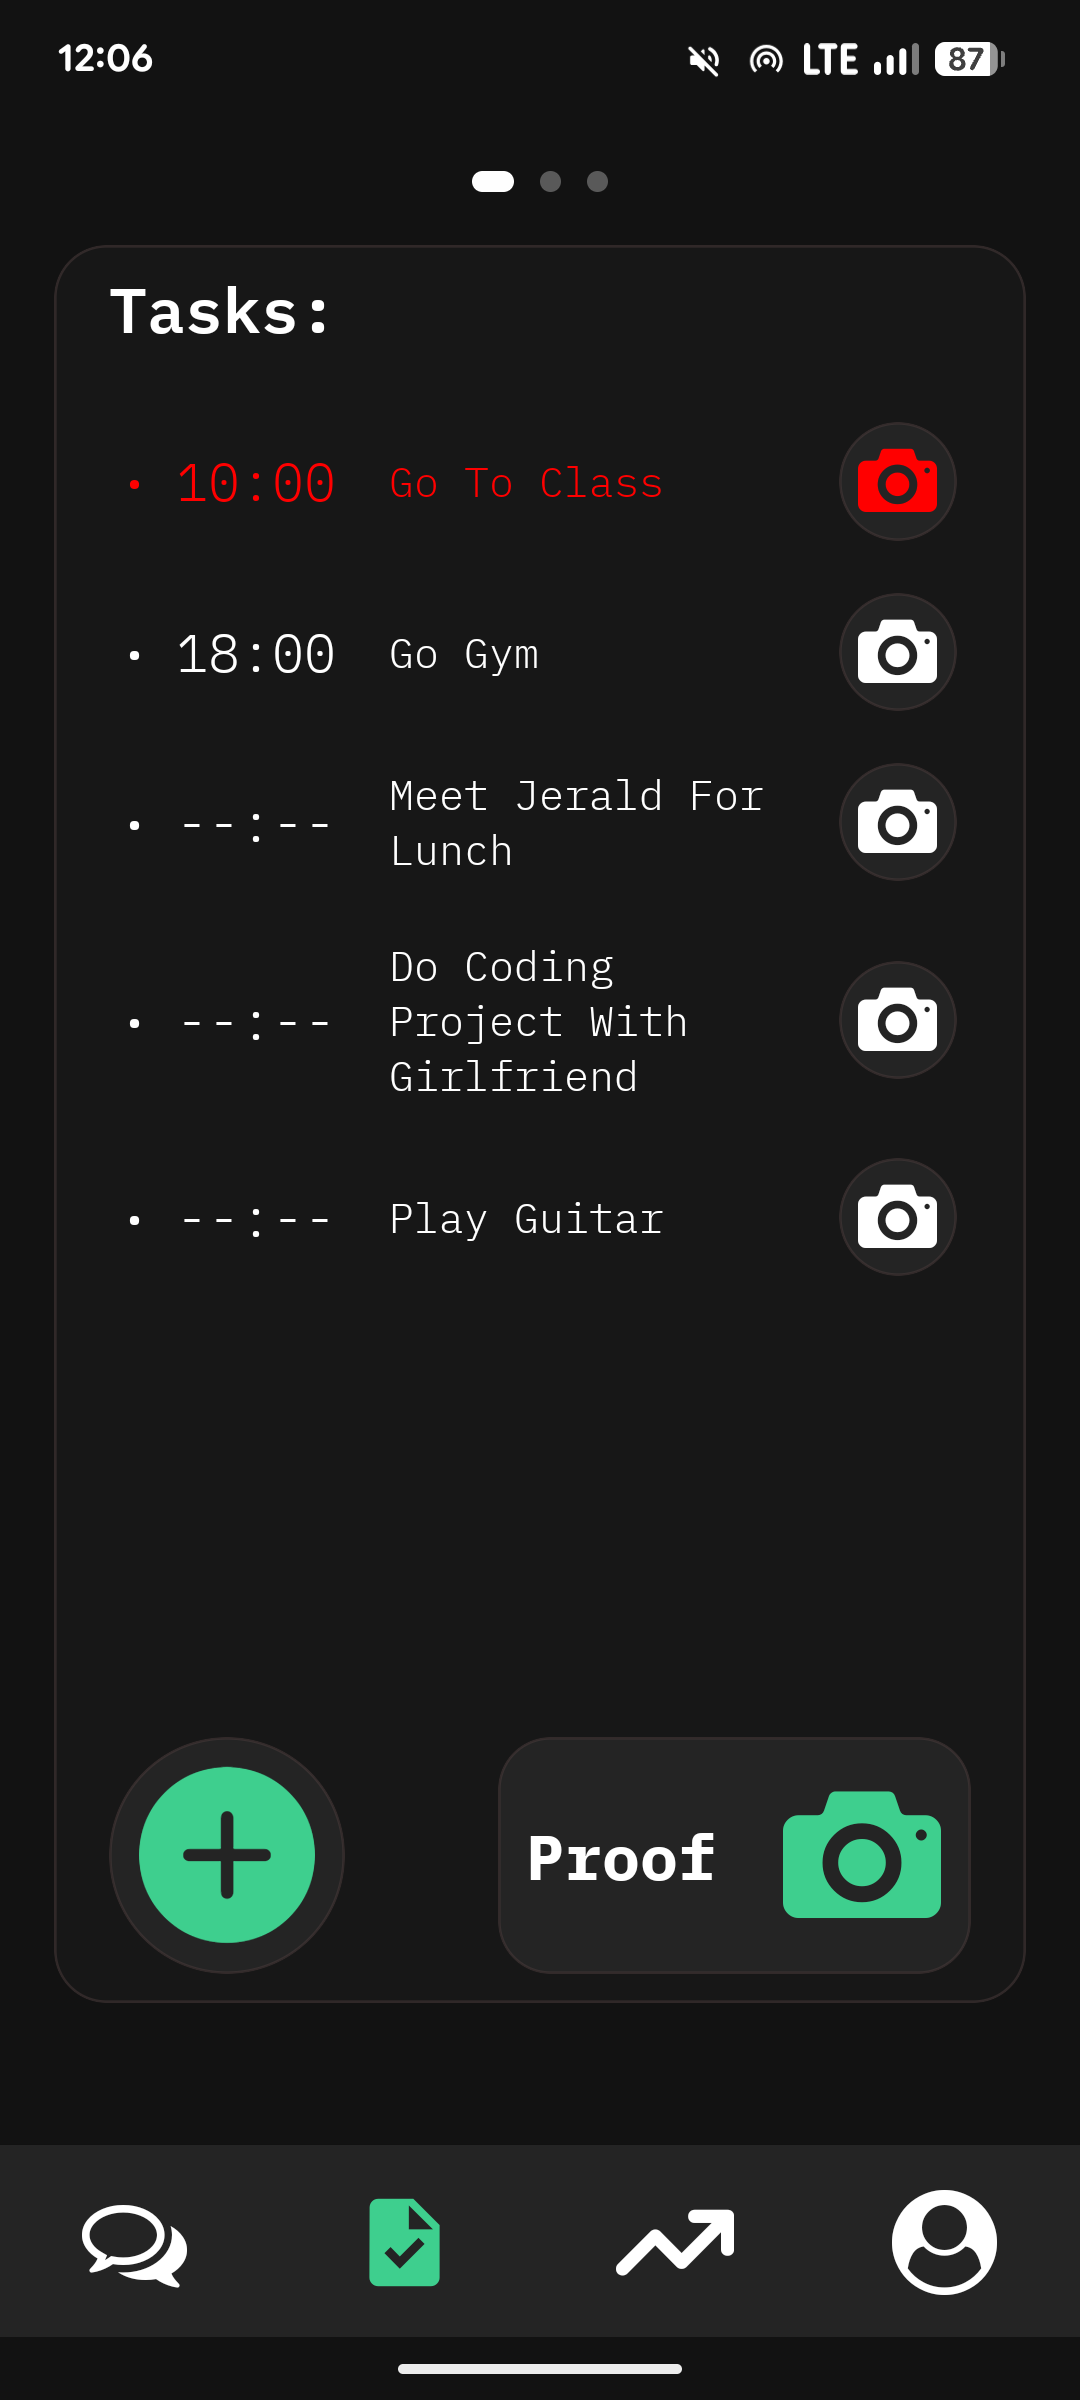 12:06 LTE 87
Tasks:
• 10:00 Go To Class
• 18:00 Go Gym
• --:-- Meet Jerald For
Lunch
• --:-- Do Coding
Project With
Girlfriend
• --:-- Play Guitar
Proof